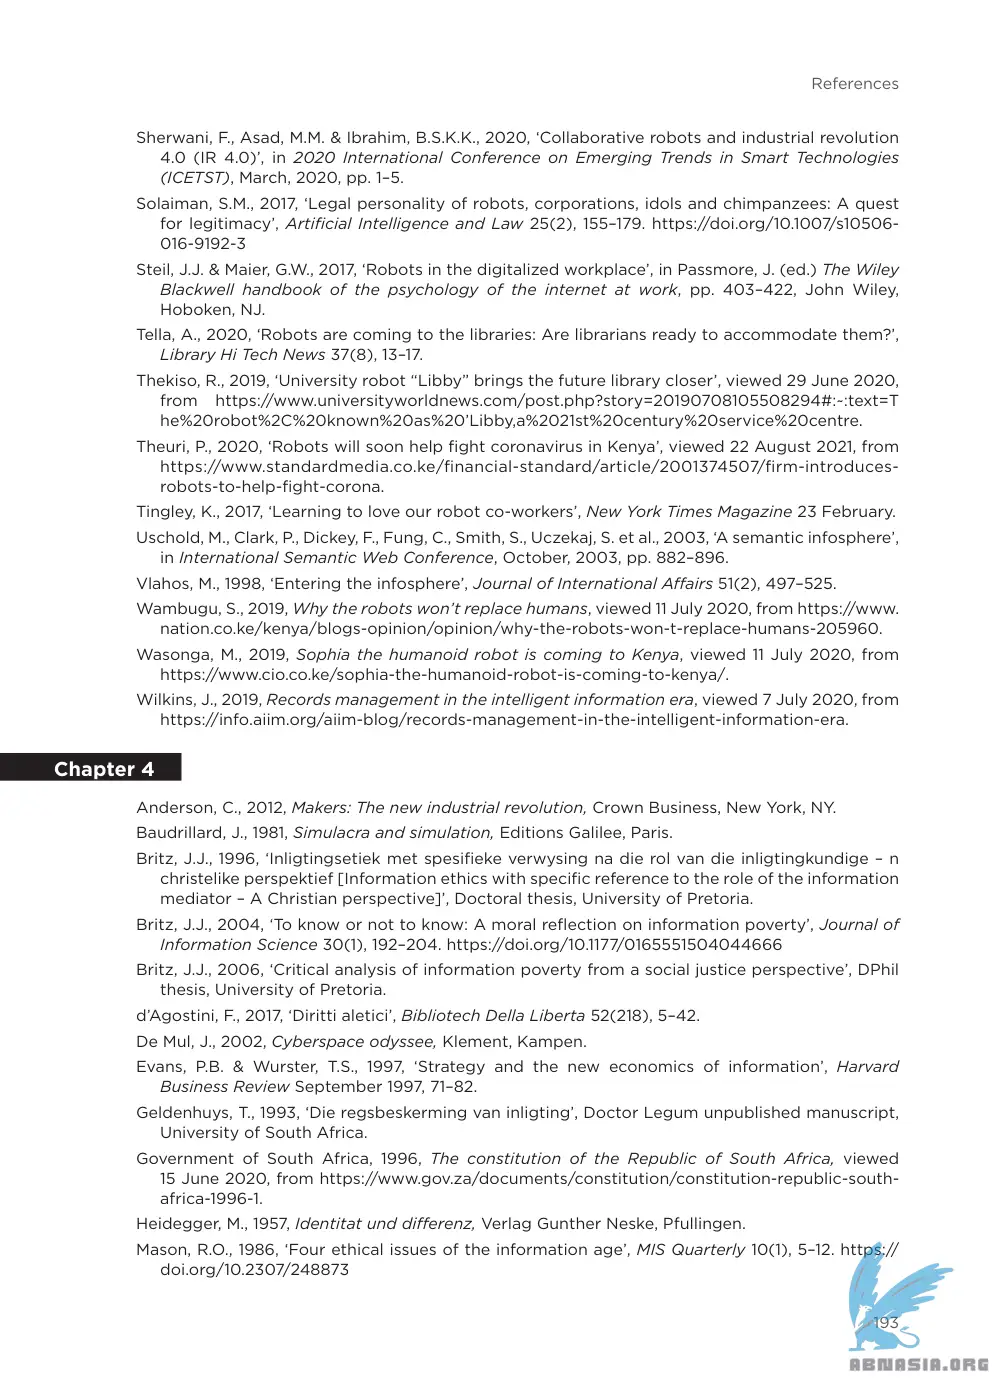 References
Sherwani, F., Asad, M.M. & Ibrahim, B.S.K.K., 2020, ‘Collaborative robots and industrial revolution
4.0 (IR 4.0)’, in 2020 International Conference on Emerging Trends in Smart Technologies
(ICETST), March, 2020, pp. 1–5.
Solaiman, S.M., 2017, ‘Legal personality of robots, corporations, idols and chimpanzees: A quest
for legitimacy’, Artificial Intelligence and Law 25(2), 155–179. https://doi.org/10.1007/s10506-
016-9192-3
Steil, J.J. & Maier, G.W., 2017, ‘Robots in the digitalized workplace’, in Passmore, J. (ed.) The Wiley
Blackwell handbook of the psychology of the internet at work, pp. 403–422, John Wiley,
Hoboken, NJ.
Tella, A., 2020, ‘Robots are coming to the libraries: Are librarians ready to accommodate them?’,
Library Hi Tech News 37(8), 13–17.
Thekiso, R., 2019, ‘University robot “Libby” brings the future library closer’, viewed 29 June 2020,
from https://www.universityworldnews.com/post.php?story=20190708105508294#:~:text=T
he%20robot%2C%20known%20as%20’Libby,a%2021st%20century%20service%20centre.
Theuri, P., 2020, ‘Robots will soon help fight coronavirus in Kenya’, viewed 22 August 2021, from
https://www.standardmedia.co.ke/financial-standard/article/2001374507/firm-introduces-
robots-to-help-fight-corona.
Tingley, K., 2017, ‘Learning to love our robot co-workers’, New York Times Magazine 23 February.
Uschold, M., Clark, P., Dickey, F., Fung, C., Smith, S., Uczekaj, S. et al., 2003, ‘A semantic infosphere’,
in International Semantic Web Conference, October, 2003, pp. 882–896.
Vlahos, M., 1998, ‘Entering the infosphere’, Journal of International Affairs 51(2), 497–525.
Wambugu, S., 2019, Why the robots won’t replace humans, viewed 11 July 2020, from https://www.
nation.co.ke/kenya/blogs-opinion/opinion/why-the-robots-won-t-replace-humans-205960.
Wasonga, M., 2019, Sophia the humanoid robot is coming to Kenya, viewed 11 July 2020, from
https://www.cio.co.ke/sophia-the-humanoid-robot-is-coming-to-kenya/.
Wilkins, J., 2019, Records management in the intelligent information era, viewed 7 July 2020, from
https://info.aiim.org/aiim-blog/records-management-in-the-intelligent-information-era.
Chapter 4
Anderson, C., 2012, Makers: The new industrial revolution, Crown Business, New York, NY.
Baudrillard, J., 1981, Simulacra and simulation, Editions Galilee, Paris.
Britz, J.J., 1996, ‘Inligtingsetiek met spesifieke verwysing na die rol van die inligtingkundige – n
christelike perspektief [Information ethics with specific reference to the role of the information
mediator – A Christian perspective]’, Doctoral thesis, University of Pretoria.
Britz, J.J., 2004, ‘To know or not to know: A moral reflection on information poverty’, Journal of
Information Science 30(1), 192–204. https://doi.org/10.1177/0165551504044666
Britz, J.J., 2006, ‘Critical analysis of information poverty from a social justice perspective’, DPhil
thesis, University of Pretoria.
d’Agostini, F., 2017, ‘Diritti aletici’, Bibliotech Della Liberta 52(218), 5–42.
De Mul, J., 2002, Cyberspace odyssee, Klement, Kampen.
Evans, P.B. & Wurster, T.S., 1997, ‘Strategy and the new economics of information’, Harvard
Business Review September 1997, 71–82.
Geldenhuys, T., 1993, ‘Die regsbeskerming van inligting’, Doctor Legum unpublished manuscript,
University of South Africa.
Government of South Africa, 1996, The constitution of the Republic of South Africa, viewed
15 June 2020, from https://www.gov.za/documents/constitution/constitution-republic-south-
africa-1996-1.
Heidegger, M., 1957, Identitat und differenz, Verlag Gunther Neske, Pfullingen.
Mason, R.O., 1986, ‘Four ethical issues of the information age’, MIS Quarterly 10(1), 5–12. https://
doi.org/10.2307/248873
193
ABNASIA.ORG